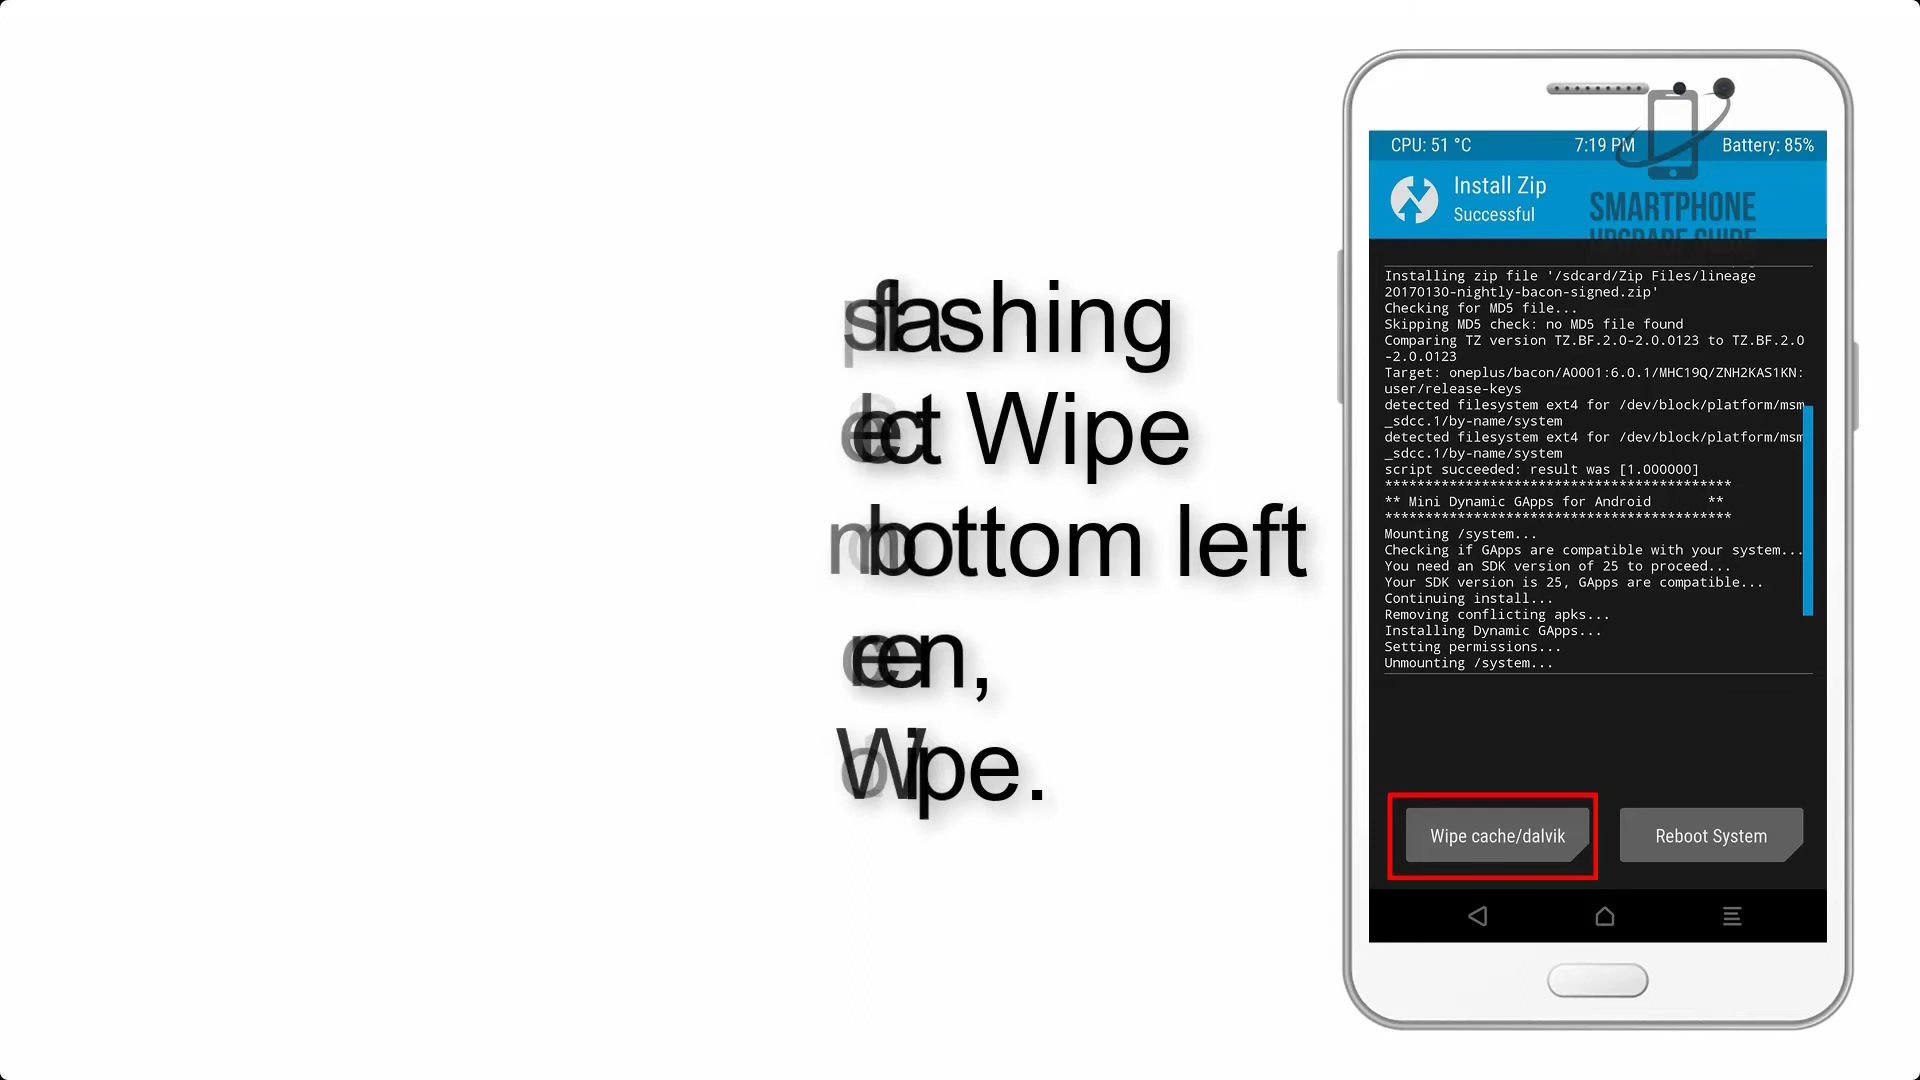 flashing
Wipe
bottom left
Wipe.
CPU: 51 °C 7:19 PM Battery: 85%
Install Zip
Successful
SMARTPHONE
UPGRADE GUIDE
Installing zip file '/sdcard/Zip Files/lineage
20170130-nightly-bacon-signed.zip'
Checking for MD5 file...
Skipping MD5 check: no MD5 file found
Comparing TZ version TZ.BF.2.0-2.0.0123 to TZ.BF.2.0
-2.0.0123
Target: oneplus/bacon/A0001:6.0.1/MHC19Q/ZNH2KAS1KN:
user/release-keys
detected filesystem ext4 for /dev/block/platform/msm
_sdcc.1/by-name/system
detected filesystem ext4 for /dev/block/platform/msm
_sdcc.1/by-name/system
script succeeded: result was [1.000000]
*******************************************
** Mini Dynamic GApps for Android **
*******************************************
Mounting /system...
Checking if GApps are compatible with your system...
You need an SDK version of 25 to proceed...
Your SDK version is 25, GApps are compatible...
Continuing install...
Removing conflicting apks...
Installing Dynamic GApps...
Setting permissions...
Unmounting /system...
Wipe cache/dalvik
Reboot System